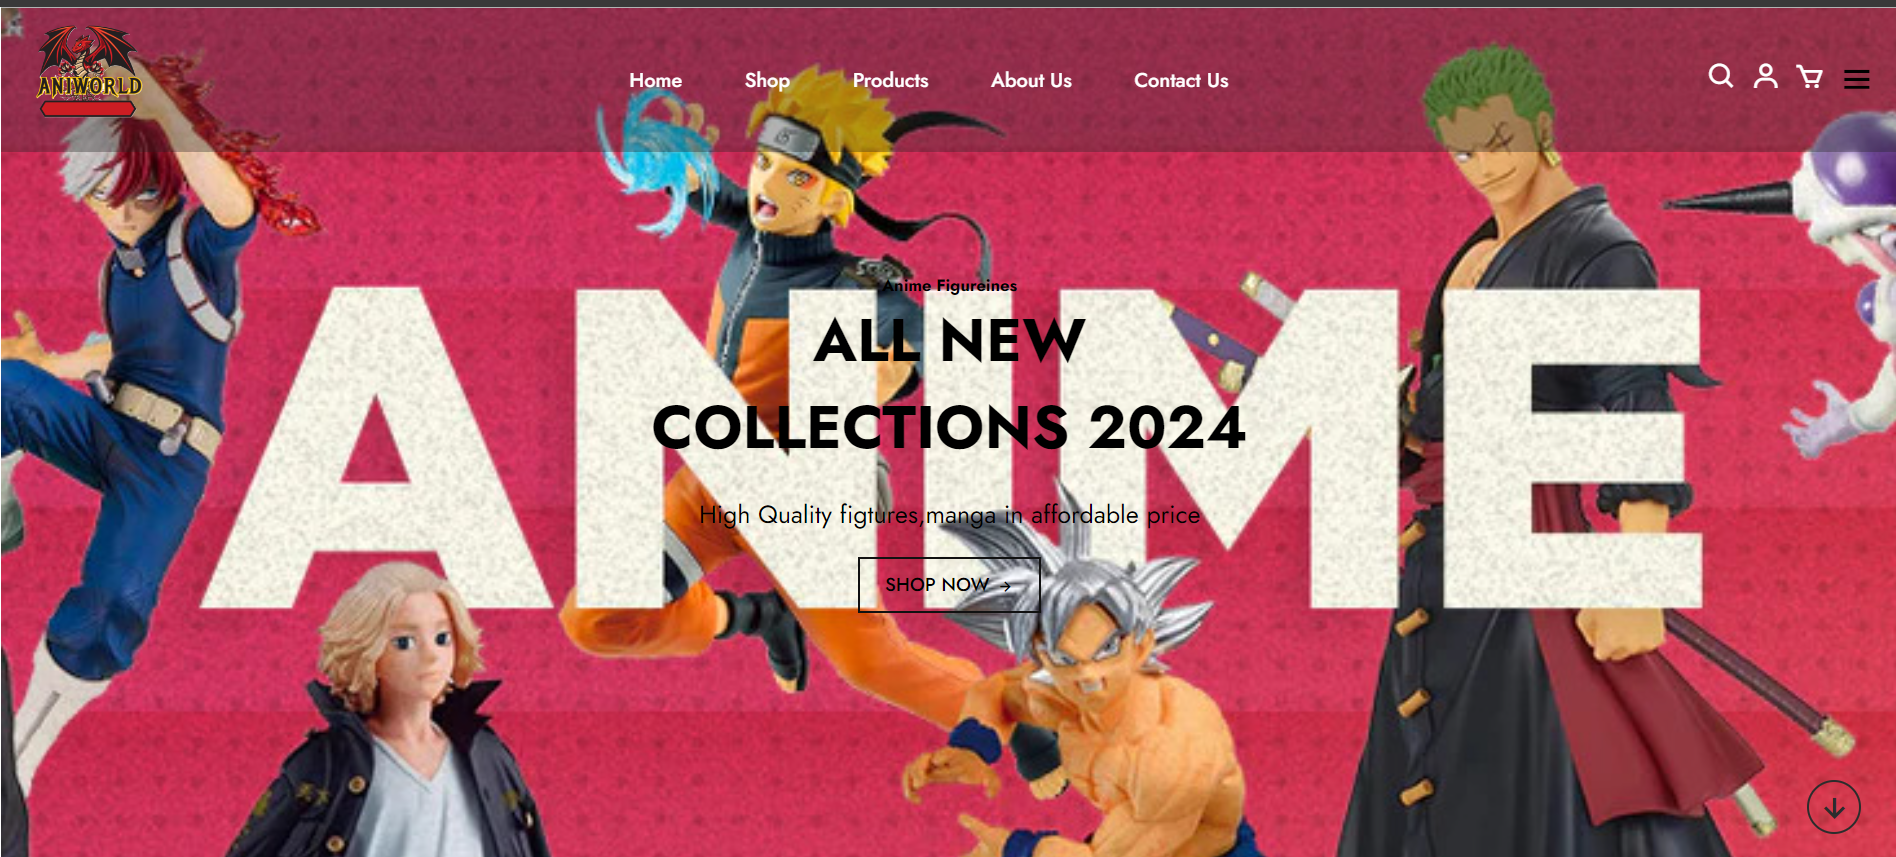 ANIWORLD
Home Shop Products About Us Contact Us
ANIME
Anime Figureines
ALL NEW
COLLECTIONS 2024
High Quality figtures,manga in affordable price
SHOP NOW →